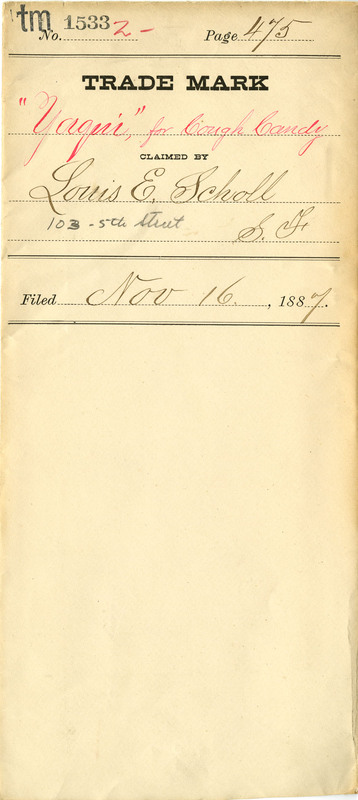 tm 1533 2-
No. Page 475
TRADE MARK
"Yaqui", for Cough Candy
CLAIMED BY
Louis E. Scholl
103 - 5th Street
S. F.
Filed Nov 16. , 1887.